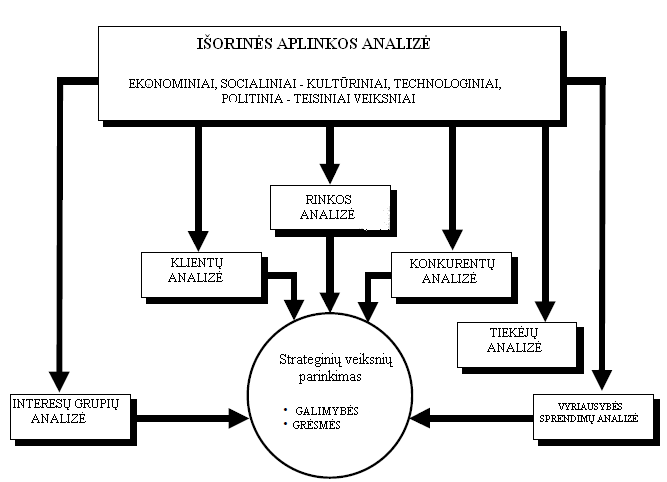 IŠORINĖS APLINKOS ANALIZĖ
EKONOMINIAI, SOCIALINIAI - KULTŪRINIAI, TECHNOLOGINIAI,
POLITINIA - TEISINIAI VEIKSNIAI
RINKOS
ANALIZĖ
KLIENTŲ
ANALIZĖ
KONKURENTŲ
ANALIZĖ
TIEKĖJŲ
ANALIZĖ
Strateginių veiksnių
parinkimas
• GALIMYBĖS
• GRĖSMĖS
INTERESŲ GRUPIŲ
ANALIZĖ
VYRIAUSYBĖS
SPRENDIMŲ ANALIZĖ